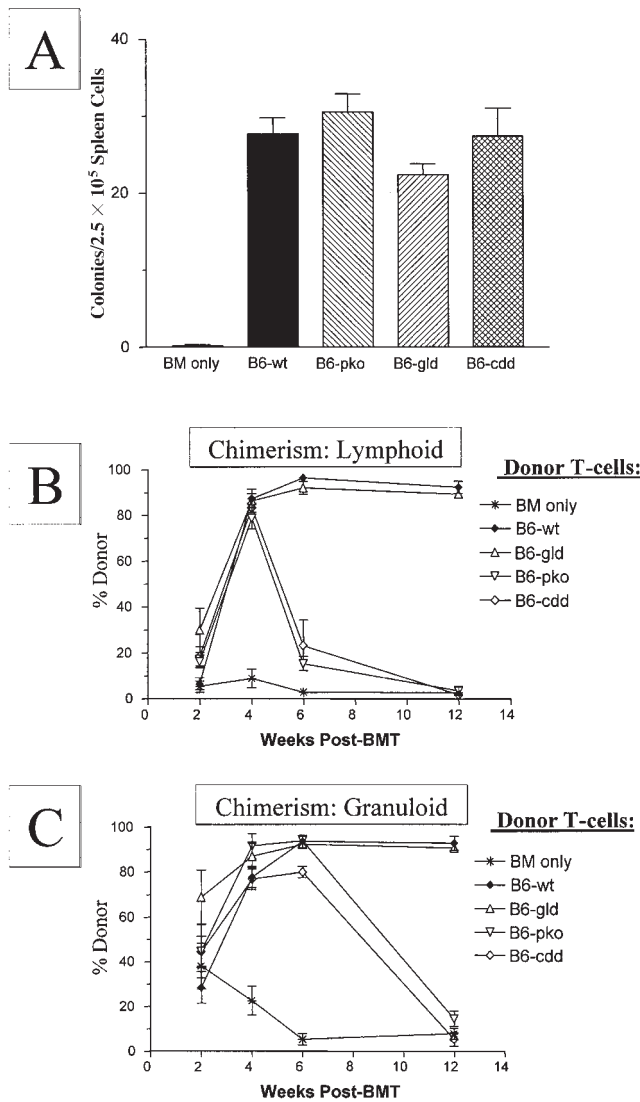 A
Colonies/2.5 × 10⁵ Spleen Cells
40
20
0
BM only B6-wt B6-pko B6-gld B6-cdd
B
Chimerism: Lymphoid
% Donor
100
80
60
40
20
0
0 2 4 6 8 10 12 14
Weeks Post-BMT
Donor T-cells:
BM only
B6-wt
B6-gld
B6-pko
B6-cdd
C
Chimerism: Granuloid
% Donor
100
80
60
40
20
0
0 2 4 6 8 10 12 14
Weeks Post-BMT
Donor T-cells:
BM only
B6-wt
B6-gld
B6-pko
B6-cdd